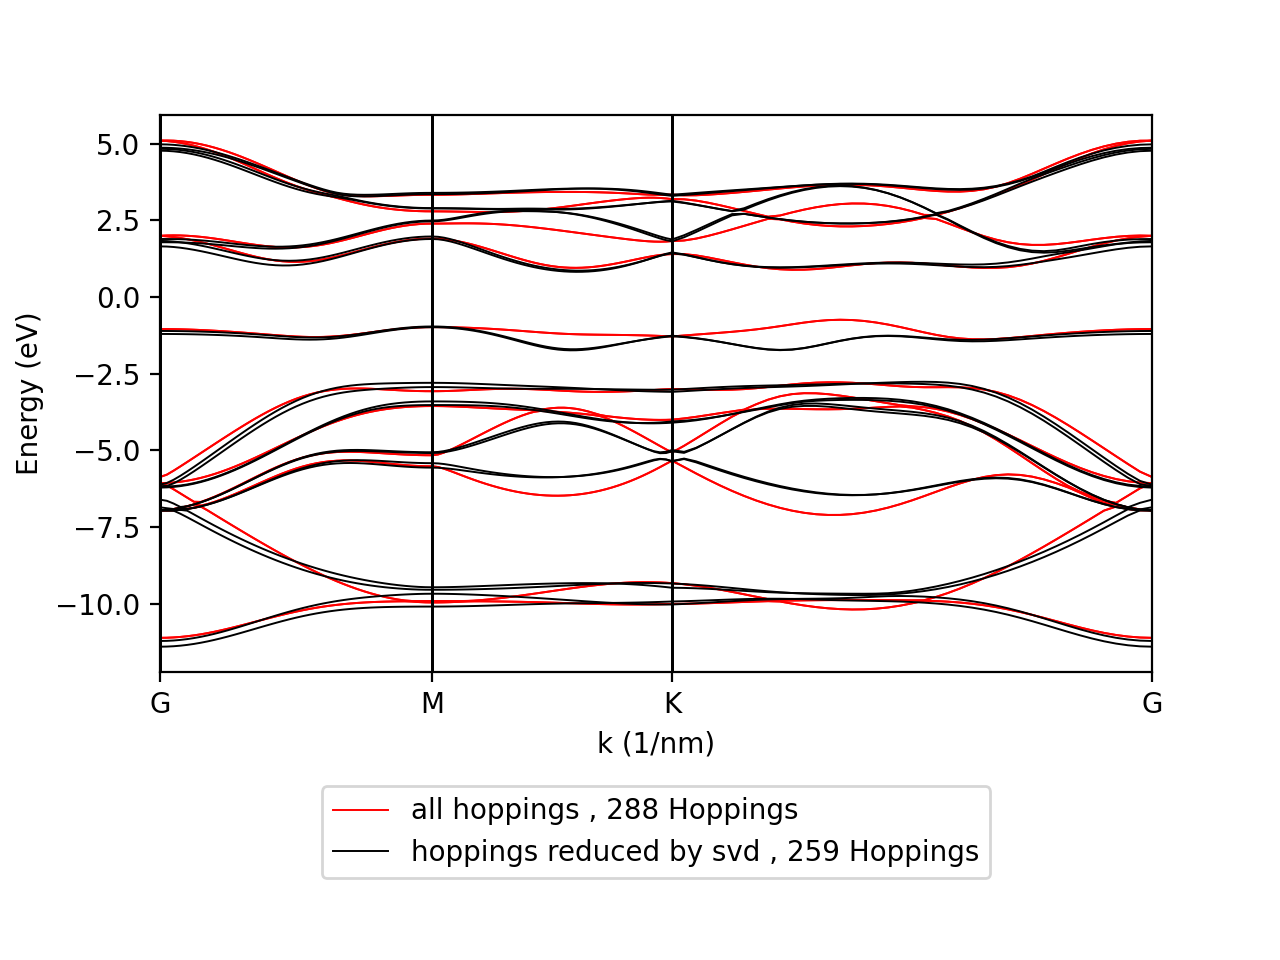 5.0
2.5
0.0
−2.5
−5.0
−7.5
−10.0
Energy (eV)
G M K G
k (1/nm)
all hoppings , 288 Hoppings
hoppings reduced by svd , 259 Hoppings